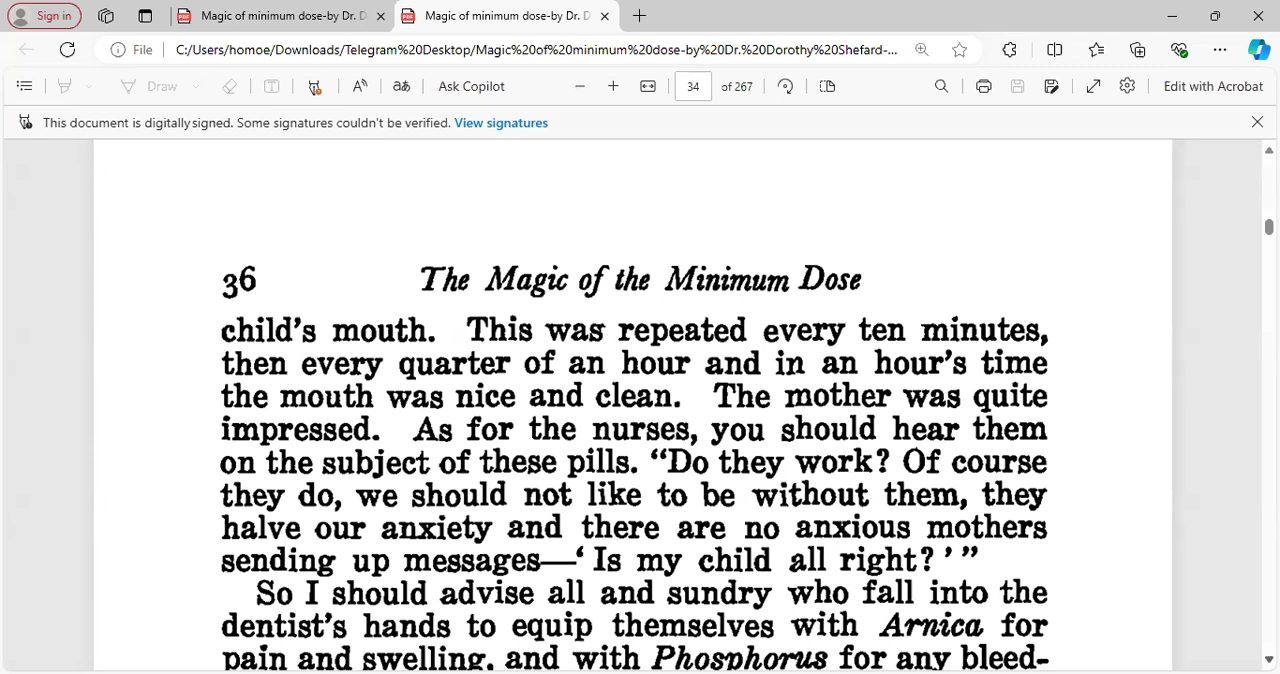 Sign in
Magic of minimum dose-by Dr. D
Magic of minimum dose-by Dr. D
File
C:/Users/homoe/Downloads/Telegram%20Desktop/Magic%20of%20minimum%20dose-by%20Dr.%20Dorothy%20Shefard-...
Draw
aあ
Ask Copilot
34
of 267
Edit with Acrobat
This document is digitally signed. Some signatures couldn't be verified. View signatures
36 The Magic of the Minimum Dose
child's mouth. This was repeated every ten minutes,
then every quarter of an hour and in an hour's time
the mouth was nice and clean. The mother was quite
impressed. As for the nurses, you should hear them
on the subject of these pills. “Do they work? Of course
they do, we should not like to be without them, they
halve our anxiety and there are no anxious mothers
sending up messages—‘Is my child all right?’”
So I should advise all and sundry who fall into the
dentist's hands to equip themselves with Arnica for
pain and swelling, and with Phosphorus for any bleed-